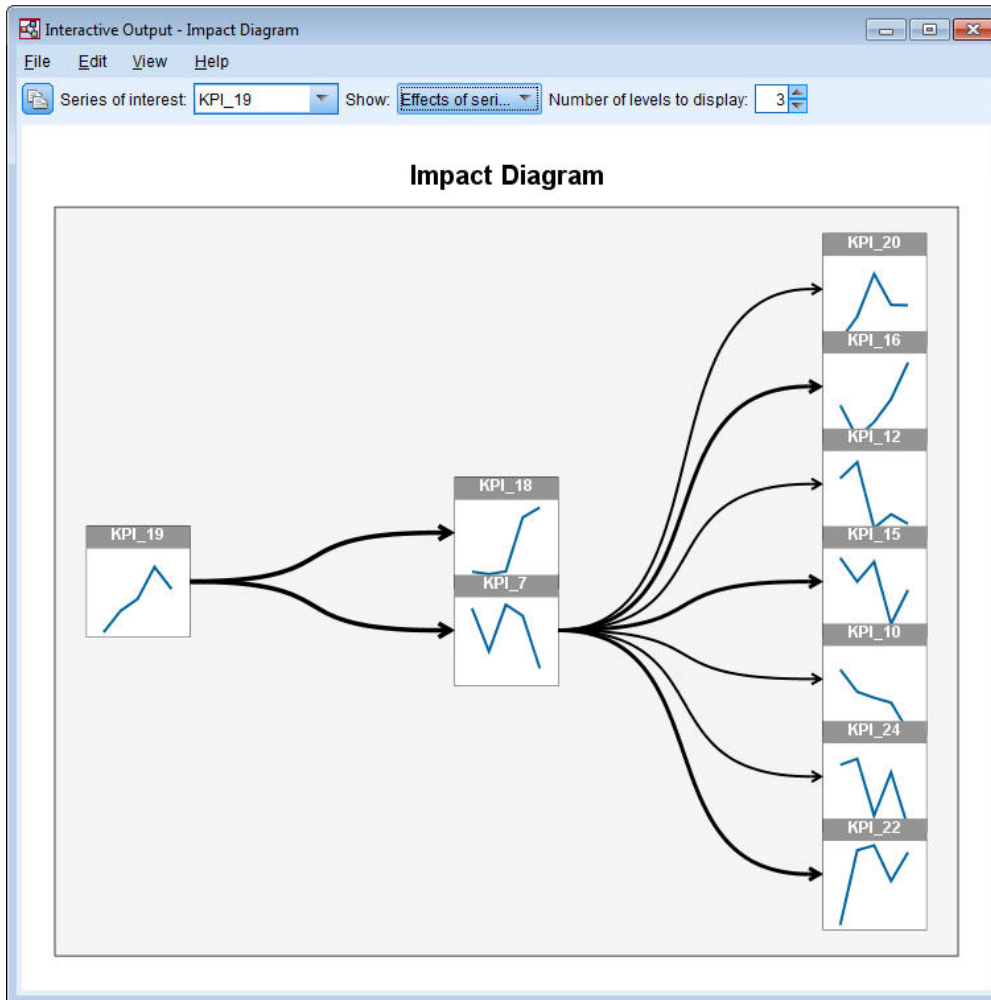 Interactive Output - Impact Diagram
File Edit View Help
Series of interest: KPI_19 Show: Effects of seri... Number of levels to display: 3
Impact Diagram
KPI_20
KPI_16
KPI_12
KPI_18
KPI_19
KPI_15
KPI_7
KPI_10
KPI_24
KPI_22